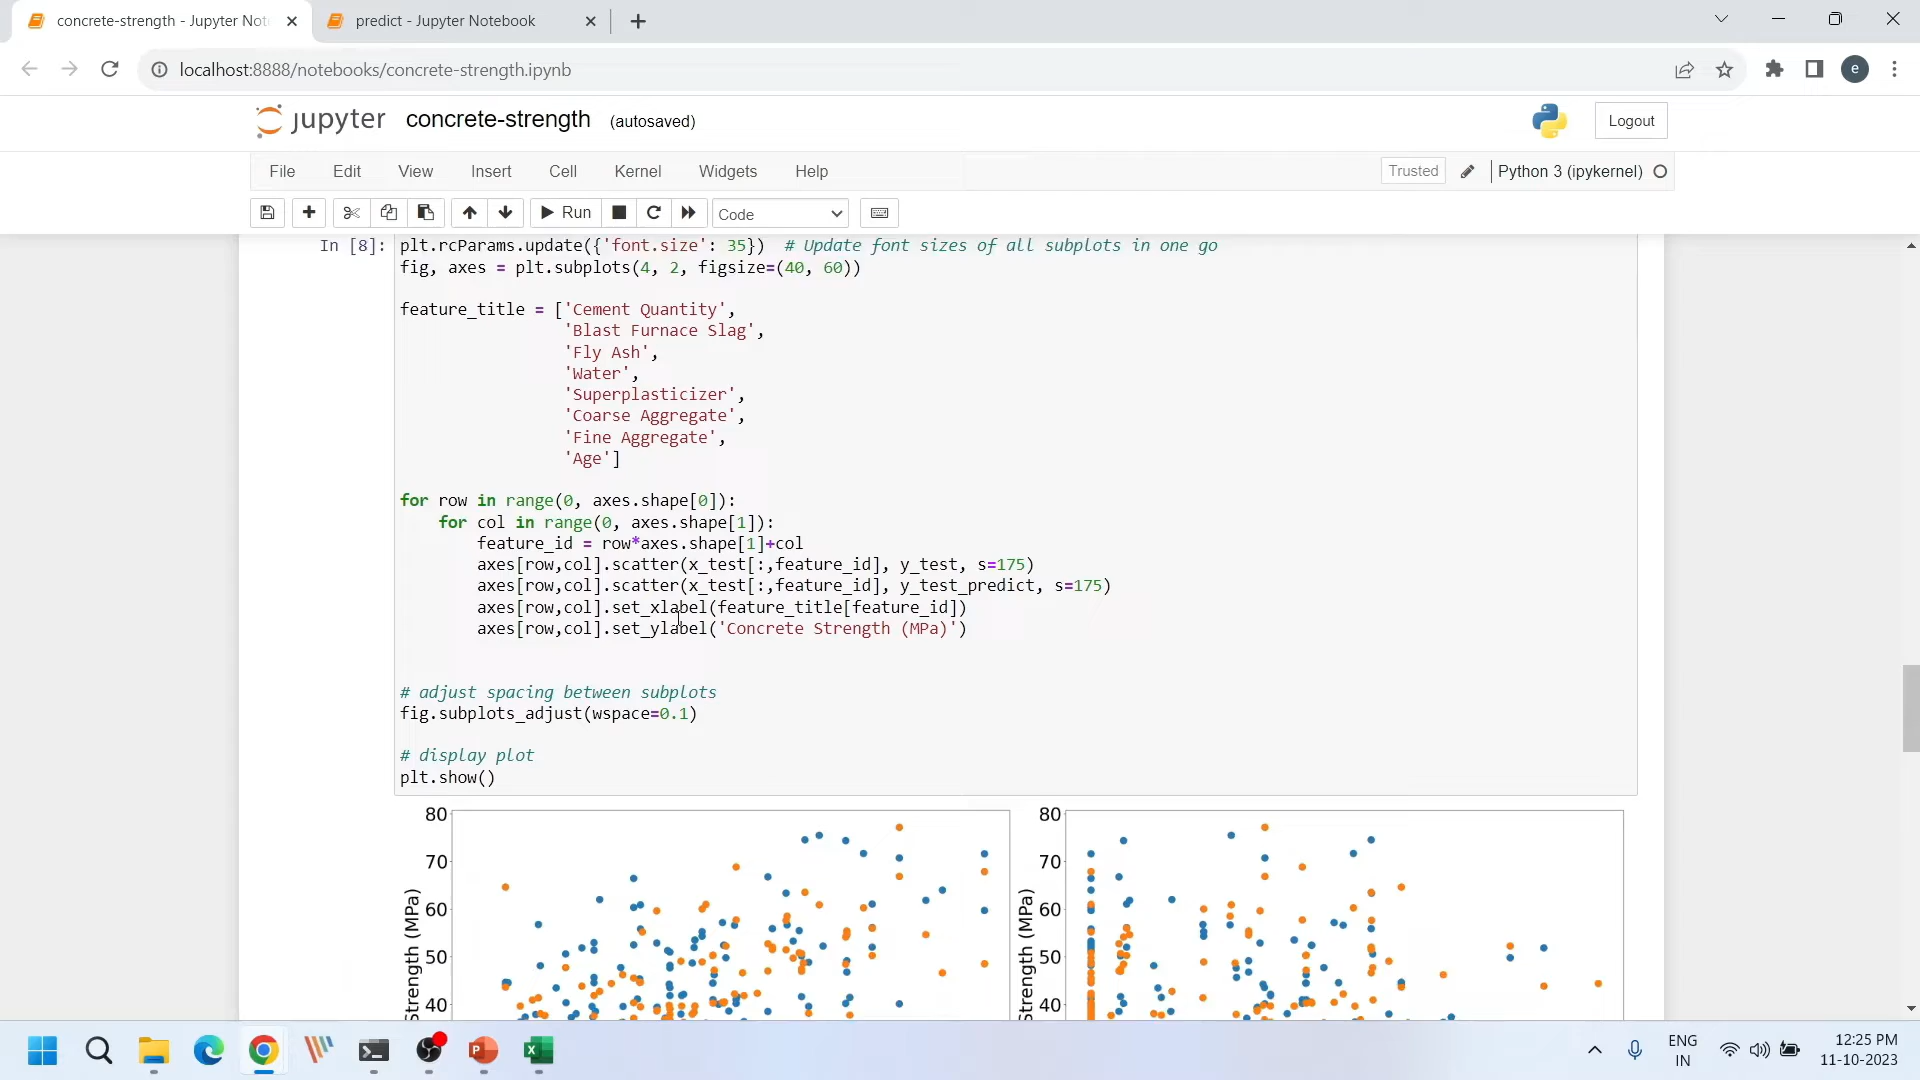 concrete-strength - Jupyter Not
predict - Jupyter Notebook
localhost:8888/notebooks/concrete-strength.ipynb
e
jupyter concrete-strength (autosaved)
Logout
File Edit View Insert Cell Kernel Widgets Help
Trusted Python 3 (ipykernel)
Run Code
In [8]: plt.rcParams.update({'font.size': 35})  # Update font sizes of all subplots in one go
fig, axes = plt.subplots(4, 2, figsize=(40, 60))
feature_title = ['Cement Quantity',
'Blast Furnace Slag',
'Fly Ash',
'Water',
'Superplasticizer',
'Coarse Aggregate',
'Fine Aggregate',
'Age']
for row in range(0, axes.shape[0]):
for col in range(0, axes.shape[1]):
feature_id = row*axes.shape[1]+col
axes[row,col].scatter(x_test[:,feature_id], y_test, s=175)
axes[row,col].scatter(x_test[:,feature_id], y_test_predict, s=175)
axes[row,col].set_xlabel(feature_title[feature_id])
axes[row,col].set_ylabel('Concrete Strength (MPa)')
# adjust spacing between subplots
fig.subplots_adjust(wspace=0.1)
# display plot
plt.show()
80
70
60
50
40
Strength (MPa)
80
70
60
50
40
Strength (MPa)
ENG
IN
12:25 PM
11-10-2023